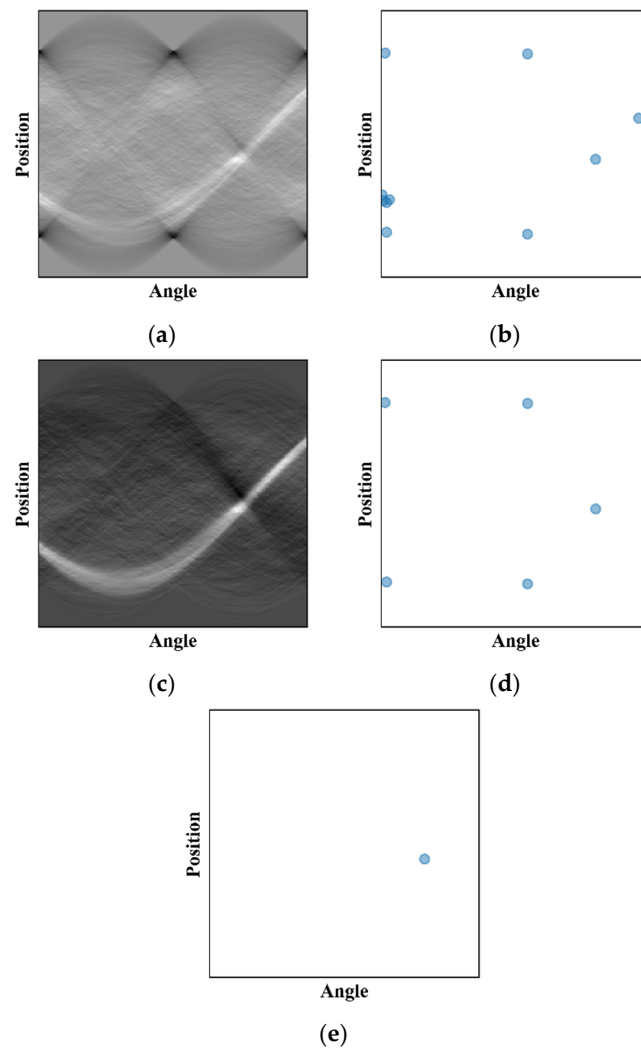 Position
Angle
(a)
Position
Angle
(b)
Position
Angle
(c)
Position
Angle
(d)
Position
Angle
(e)